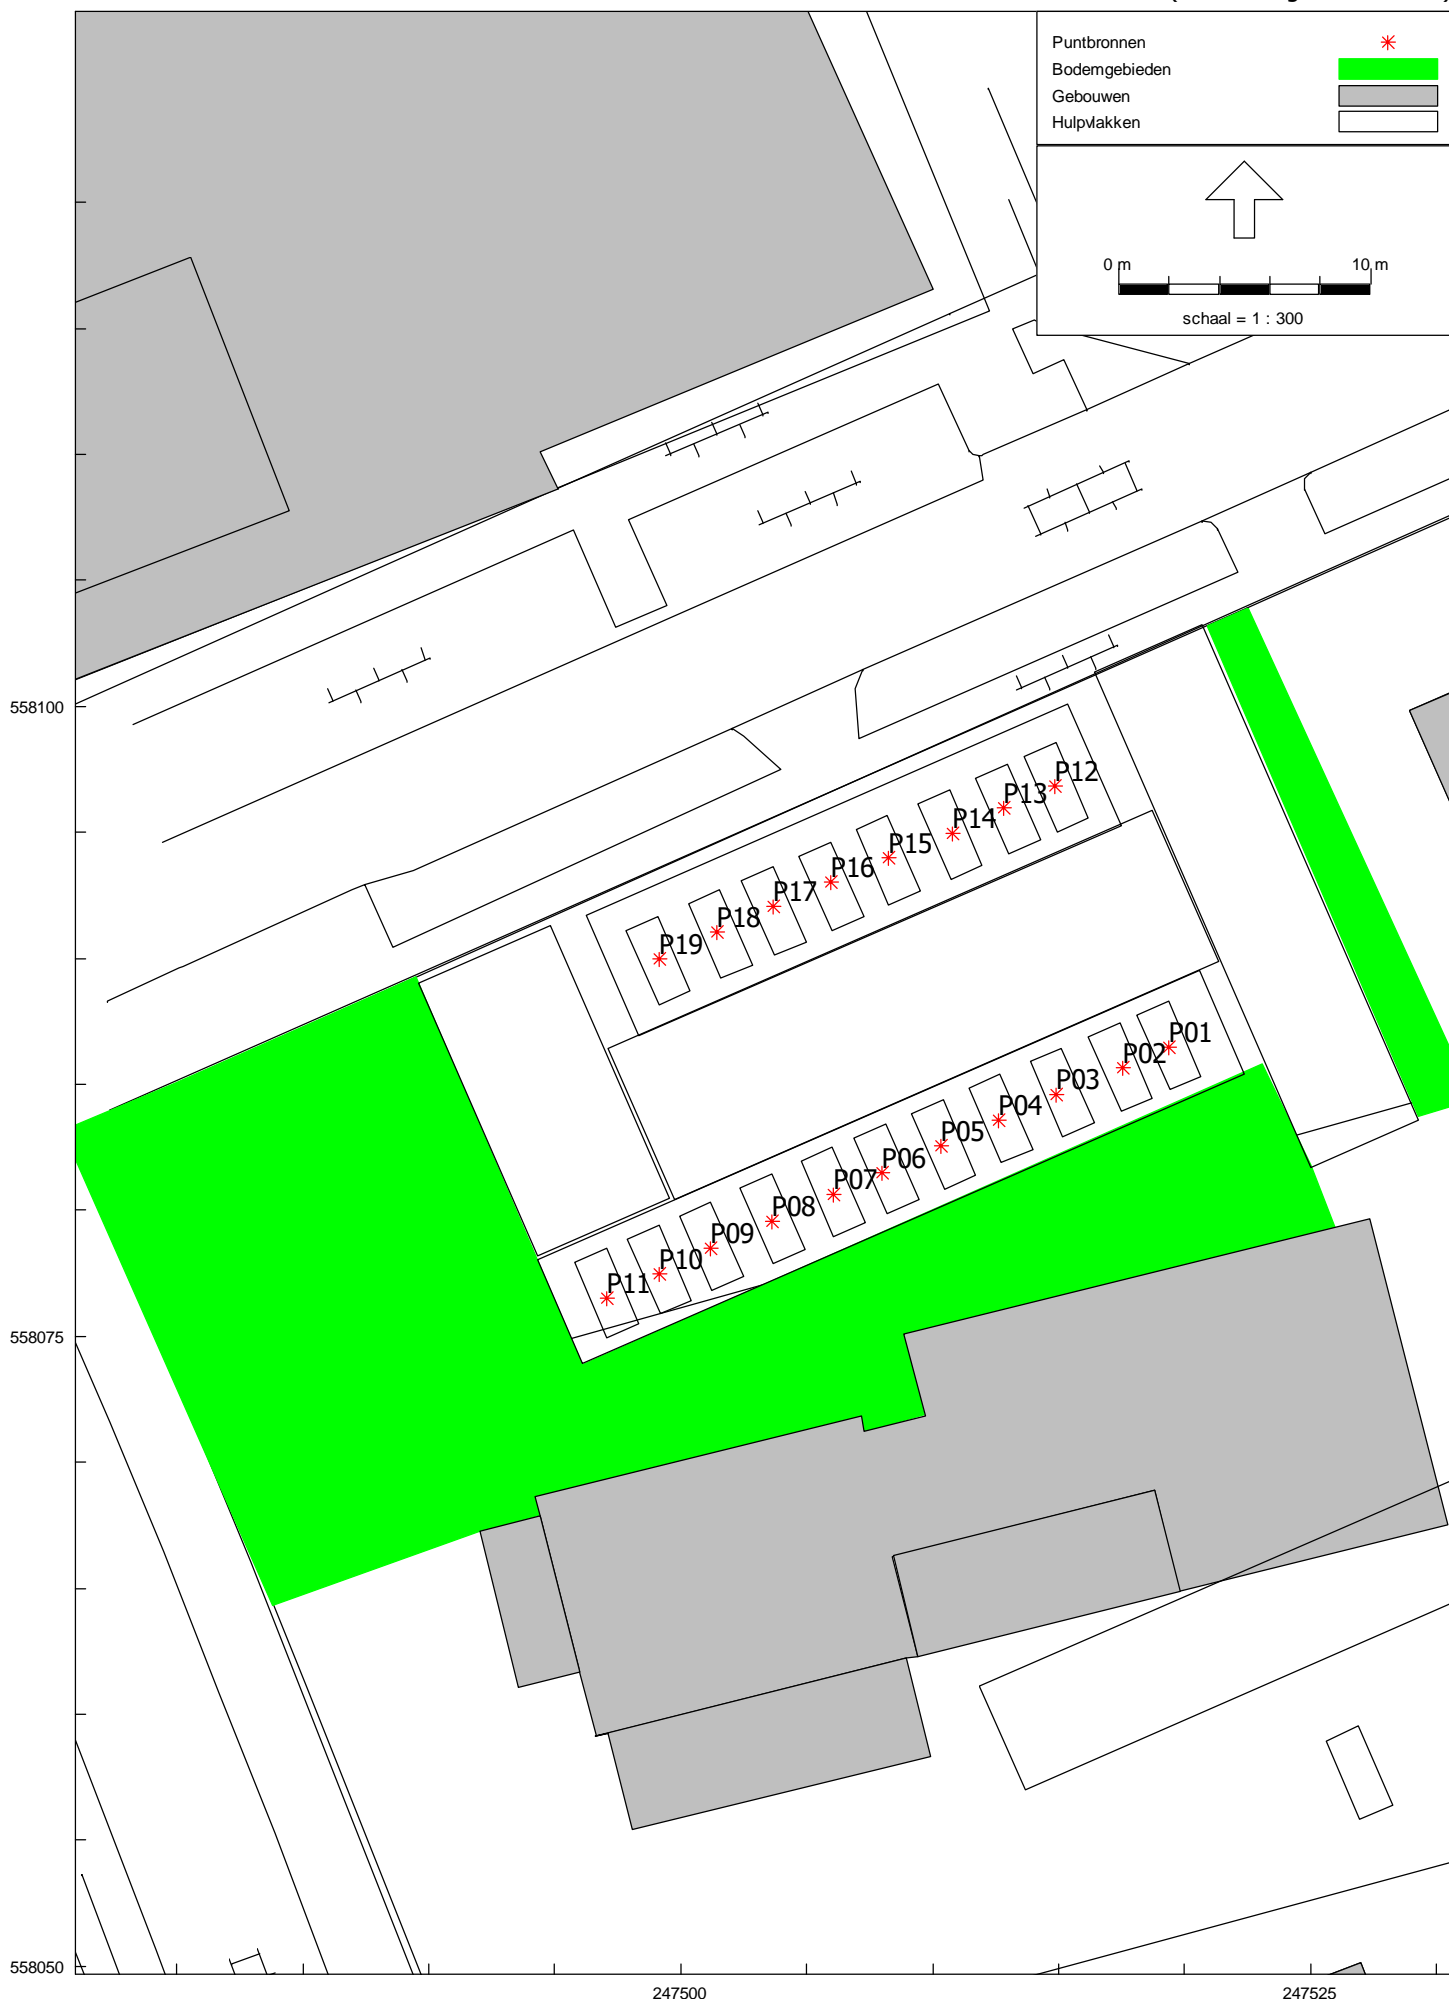 Puntbronnen
Bodemgebieden
Gebouwen
Hulpvlakken
0 m 10 m
schaal = 1 : 300
558100
558075
558050
247500
247525
P12
P13
P14
P15
P16
P17
P18
P19
P01
P02
P03
P04
P05
P06
P07
P08
P09
P10
P11